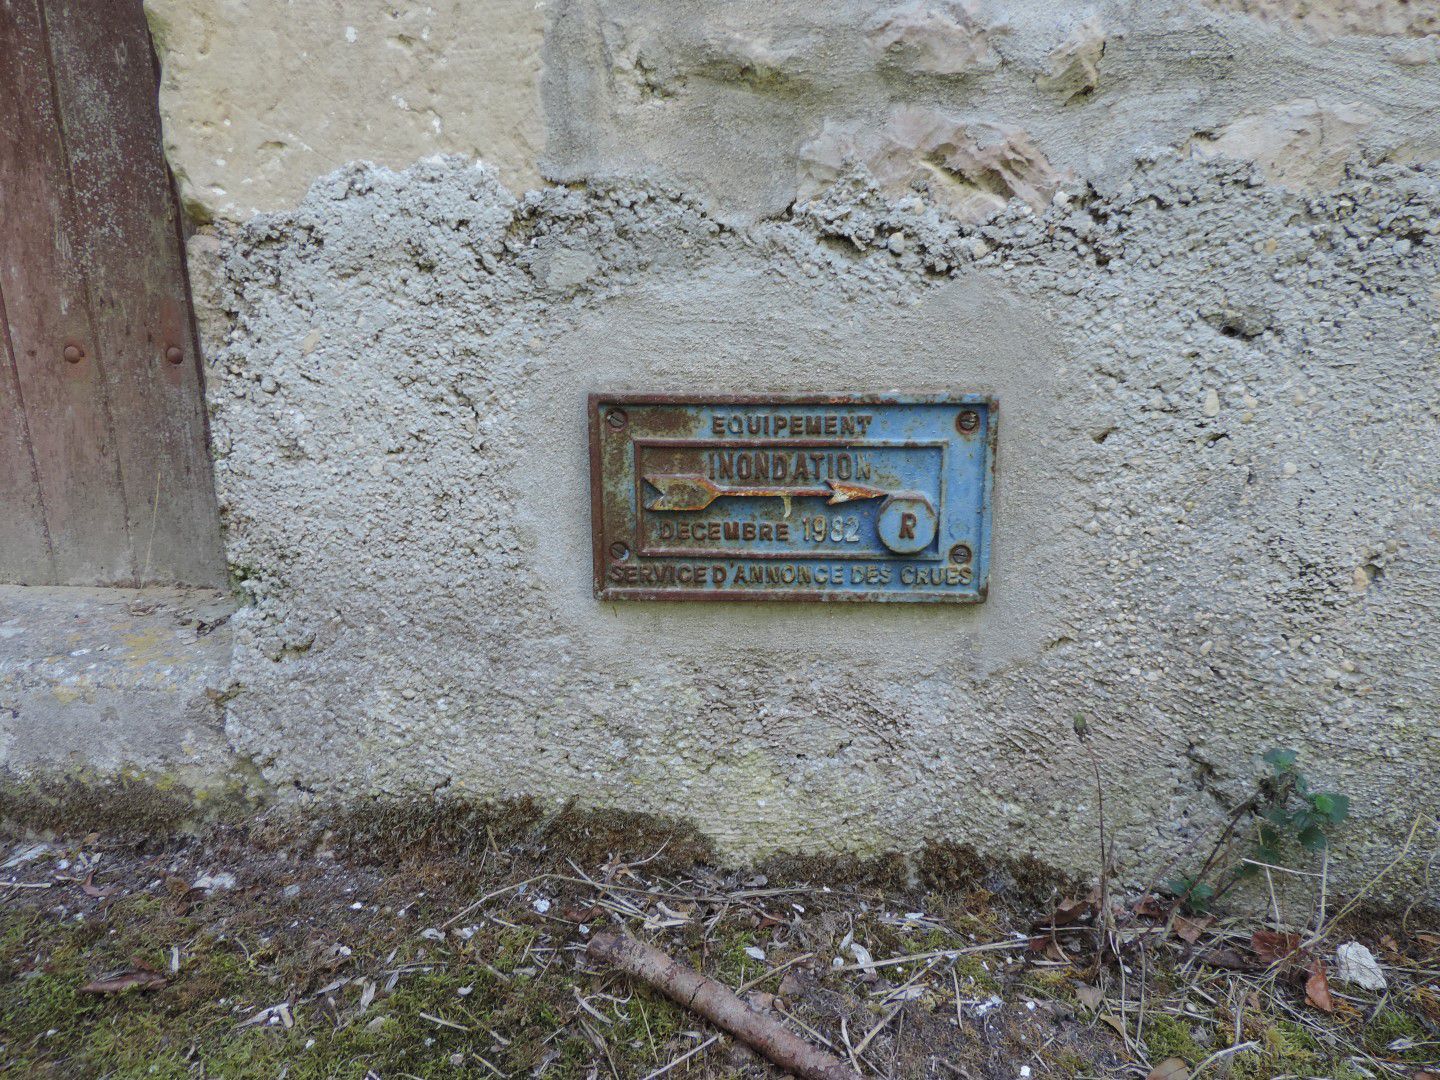 EQUIPEMENT
INONDATION
DECEMBRE 1982 R
SERVICE D'ANNONCE DES CRUES